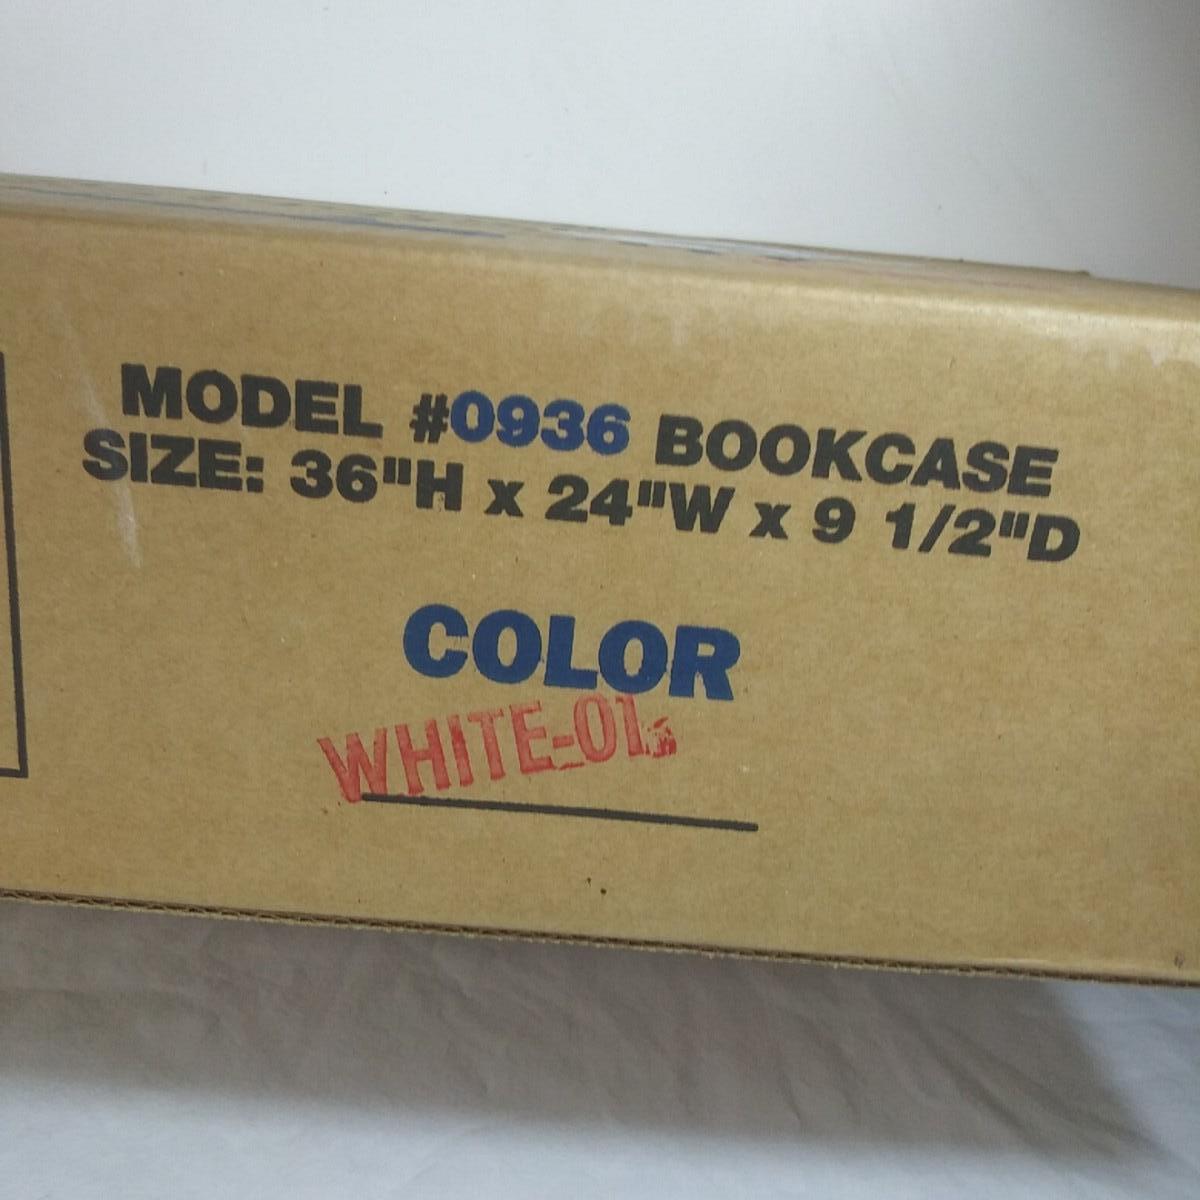 MODEL #0936 BOOKCASE
SIZE: 36"H x 24"W x 9 1/2"D
COLOR
WHITE-01